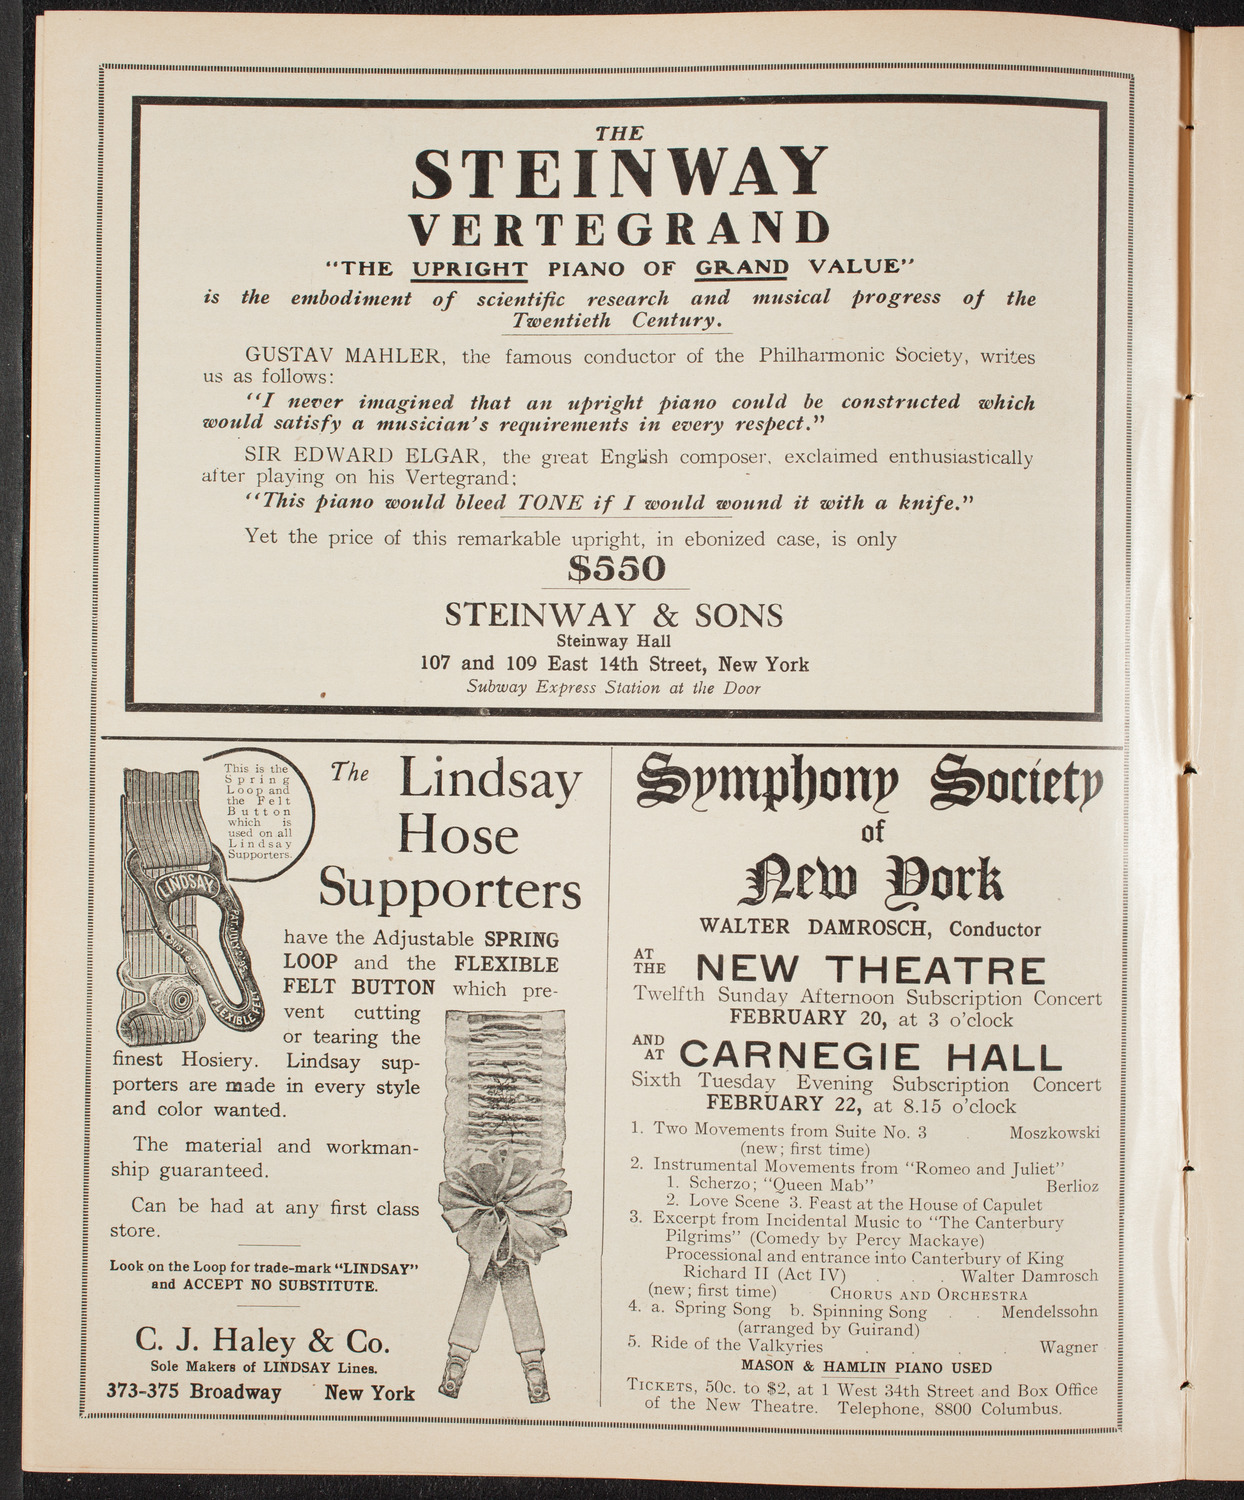 THE
STEINWAY
VERTEGRAND
"THE UPRIGHT PIANO OF GRAND VALUE"
is the embodiment of scientific research and musical progress of the
Twentieth Century.
GUSTAV MAHLER, the famous conductor of the Philharmonic Society, writes
us as follows:
"I never imagined that an upright piano could be constructed which
would satisfy a musician's requirements in every respect."
SIR EDWARD ELGAR, the great English composer, exclaimed enthusiastically
after playing on his Vertegrand:
"This piano would bleed TONE if I would wound it with a knife."
Yet the price of this remarkable upright, in ebonized case, is only
$550
STEINWAY & SONS
Steinway Hall
107 and 109 East 14th Street, New York
Subway Express Station at the Door
This is the
Spring
Loop and
the Felt
Button
which is
used on all
Lindsay
Supporters.
LINDSAY
The Lindsay
Hose
Supporters
have the Adjustable SPRING
LOOP and the FLEXIBLE
FELT BUTTON which pre-
vent cutting
or tearing the
finest Hosiery. Lindsay sup-
porters are made in every style
and color wanted.
The material and workman-
ship guaranteed.
Can be had at any first class
store.
Look on the Loop for trade-mark "LINDSAY"
and ACCEPT NO SUBSTITUTE.
C. J. Haley & Co.
Sole Makers of LINDSAY Lines.
373-375 Broadway New York
Symphony Society
of
New York
WALTER DAMROSCH, Conductor
AT THE NEW THEATRE
Twelfth Sunday Afternoon Subscription Concert
FEBRUARY 20, at 3 o'clock
AND AT CARNEGIE HALL
Sixth Tuesday Evening Subscription Concert
FEBRUARY 22, at 8.15 o'clock
1. Two Movements from Suite No. 3 . Moszkowski
(new; first time)
2. Instrumental Movements from "Romeo and Juliet"
1. Scherzo; "Queen Mab" Berlioz
2. Love Scene 3. Feast at the House of Capulet
3. Excerpt from Incidental Music to "The Canterbury
Pilgrims" (Comedy by Percy Mackaye)
Processional and entrance into Canterbury of King
Richard II (Act IV) . . Walter Damrosch
(new; first time) CHORUS AND ORCHESTRA
4. a. Spring Song b. Spinning Song . . Mendelssohn
(arranged by Guirand)
5. Ride of the Valkyries . . . . Wagner
MASON & HAMLIN PIANO USED
TICKETS, 50c. to $2, at 1 West 34th Street and Box Office
of the New Theatre. Telephone, 8800 Columbus.